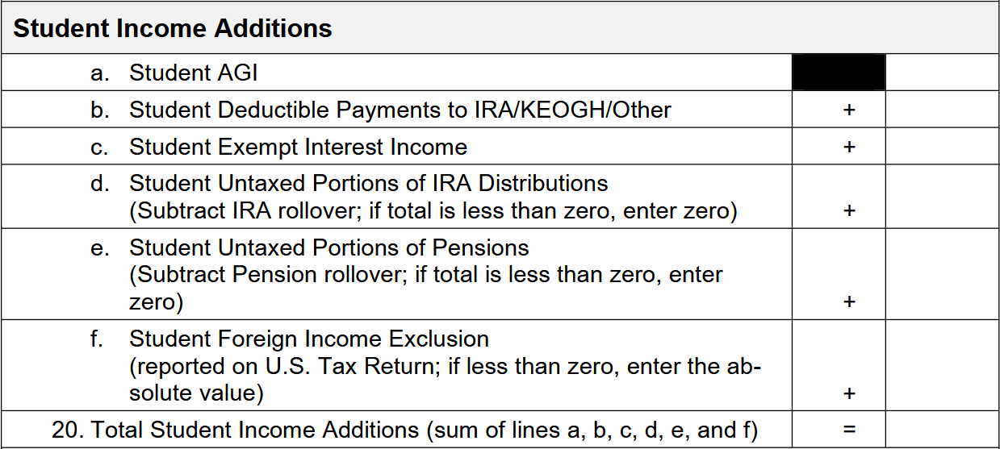 Student Income Additions
a. Student AGI
b. Student Deductible Payments to IRA/KEOGH/Other +
c. Student Exempt Interest Income +
d. Student Untaxed Portions of IRA Distributions
(Subtract IRA rollover; if total is less than zero, enter zero) +
e. Student Untaxed Portions of Pensions
(Subtract Pension rollover; if total is less than zero, enter
zero) +
f. Student Foreign Income Exclusion
(reported on U.S. Tax Return; if less than zero, enter the ab-
solute value) +
20. Total Student Income Additions (sum of lines a, b, c, d, e, and f) =